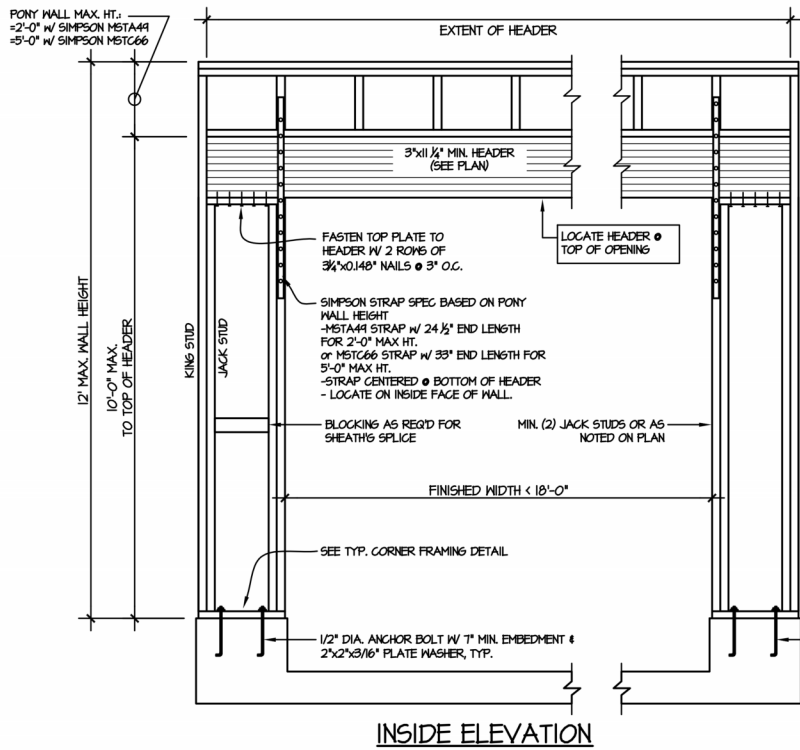 PONY WALL MAX. HT.:
=2'-0" W/ SIMPSON MSTA49
=5'-0" W/ SIMPSON MSTC66
EXTENT OF HEADER
3"x11 1/4" MIN. HEADER
(SEE PLAN)
FASTEN TOP PLATE TO
HEADER W/ 2 ROWS OF
3 1/4"x0.148" NAILS @ 3" O.C.
LOCATE HEADER @
TOP OF OPENING
SIMPSON STRAP SPEC BASED ON PONY
WALL HEIGHT
-MSTA49 STRAP w/ 24 1/2" END LENGTH
FOR 2'-0" MAX HT.
or MSTC66 STRAP w/ 33" END LENGTH FOR
5'-0" MAX HT.
-STRAP CENTERED @ BOTTOM OF HEADER
- LOCATE ON INSIDE FACE OF WALL.
12' MAX. WALL HEIGHT
10'-0" MAX.
TO TOP OF HEADER
KING STUD
JACK STUD
BLOCKING AS REQ'D FOR
SHEATH'G SPLICE
MIN. (2) JACK STUDS OR AS
NOTED ON PLAN
FINISHED WIDTH < 18'-0"
SEE TYP. CORNER FRAMING DETAIL
1/2" DIA. ANCHOR BOLT W/ 7" MIN. EMBEDMENT &
2"x2"x3/16" PLATE WASHER, TYP.
INSIDE ELEVATION